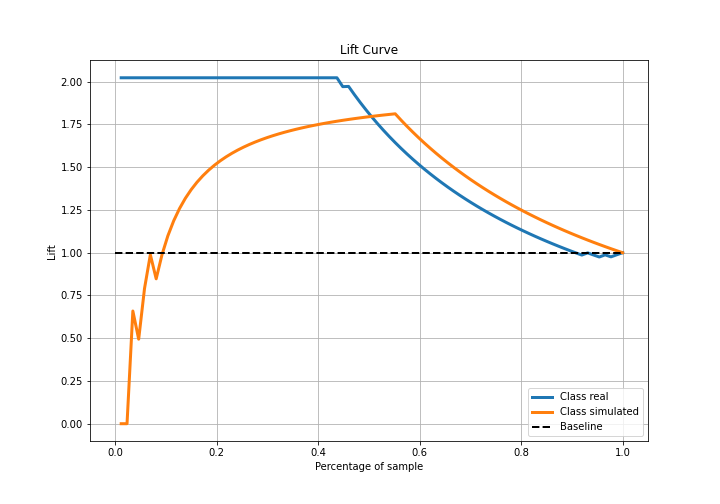 Lift Curve
2.00
1.75
1.50
1.25
1.00
0.75
0.50
0.25
0.00
Lift
0.0 0.2 0.4 0.6 0.8 1.0
Percentage of sample
Class real
Class simulated
Baseline